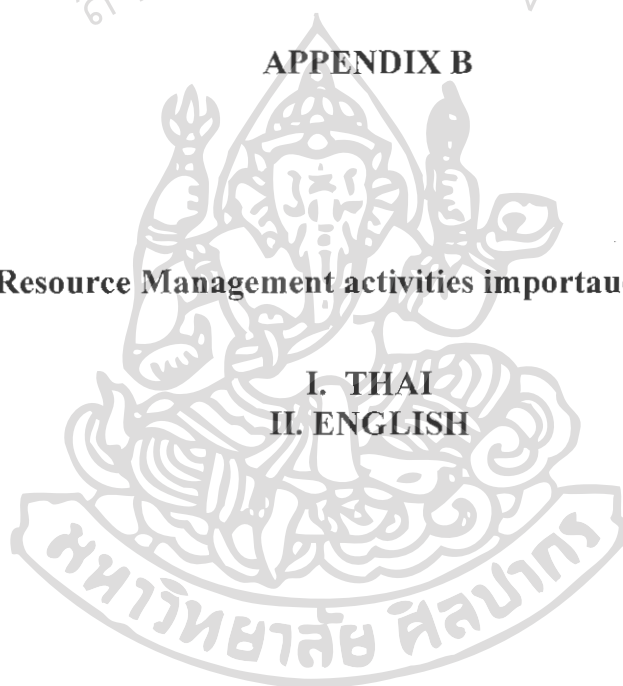 APPENDIX B
Resource Management activities importau
I. THAI
II. ENGLISH
มหาวิทยาลัย ศิลปากร